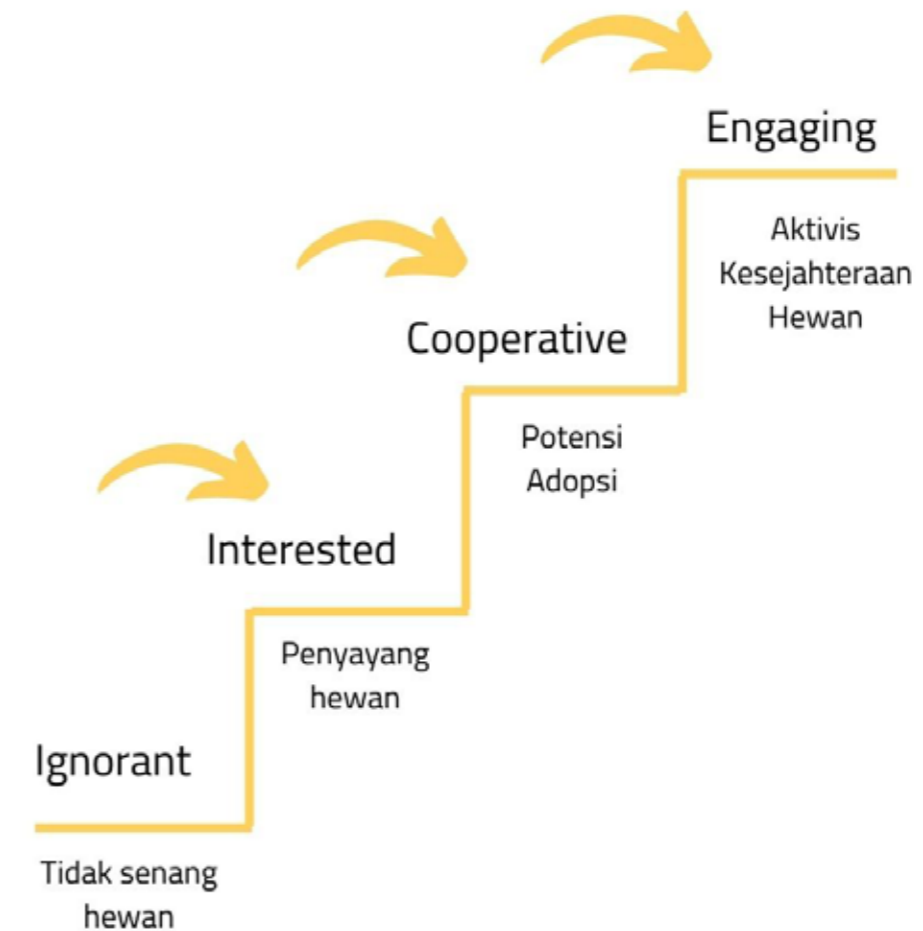 Engaging
Aktivis
Kesejahteraan
Hewan
Cooperative
Potensi
Adopsi
Interested
Penyayang
hewan
Ignorant
Tidak senang
hewan